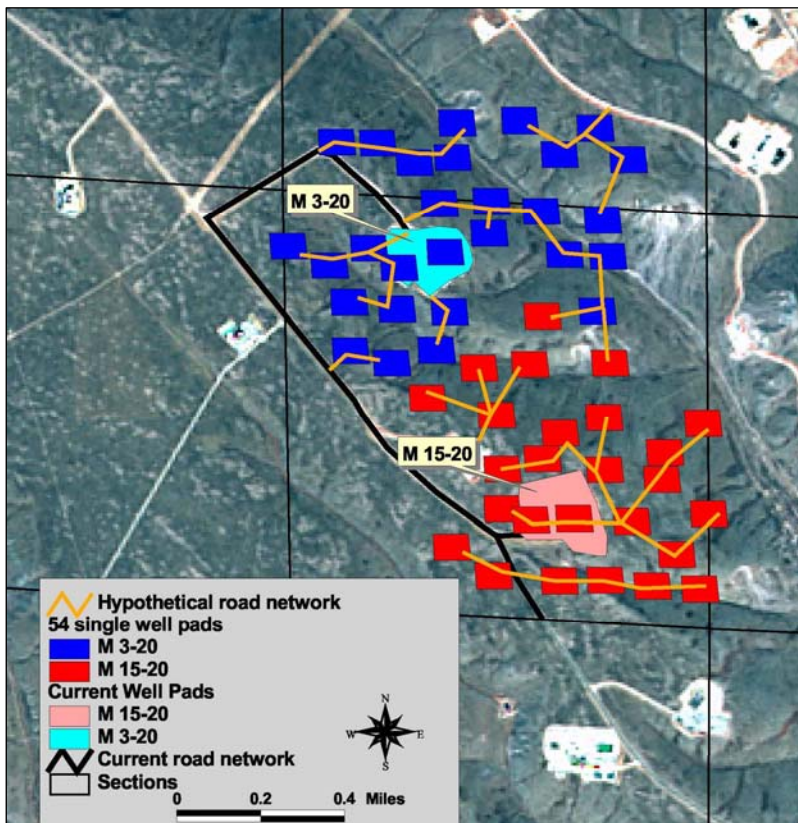 M 3-20
M 15-20
Hypothetical road network
54 single well pads
M 3-20
M 15-20
Current Well Pads
M 15-20
M 3-20
Current road network
Sections
N
W E
S
0 0.2 0.4 Miles